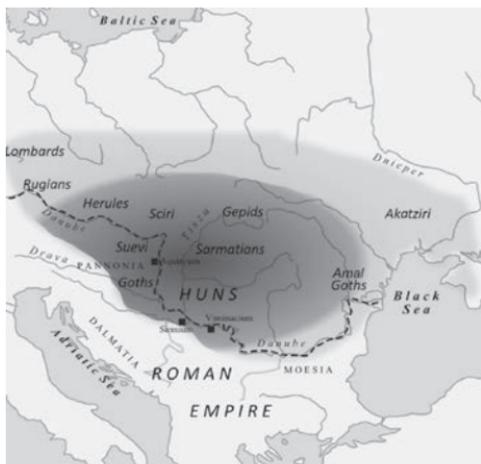 Baltic Sea
Lombards
Dnieper
Rugians
Herules
Sciri
Gepids
Akatziri
Danube
Tisza
Suevi
Sarmatians
Drava
PANNONIA
Aquincum
Goths
HUNS
Amal
Goths
Black
Sea
Viminacium
Sirmium
DALMATIA
Danube
Adriatic Sea
ROMAN
MOESIA
EMPIRE